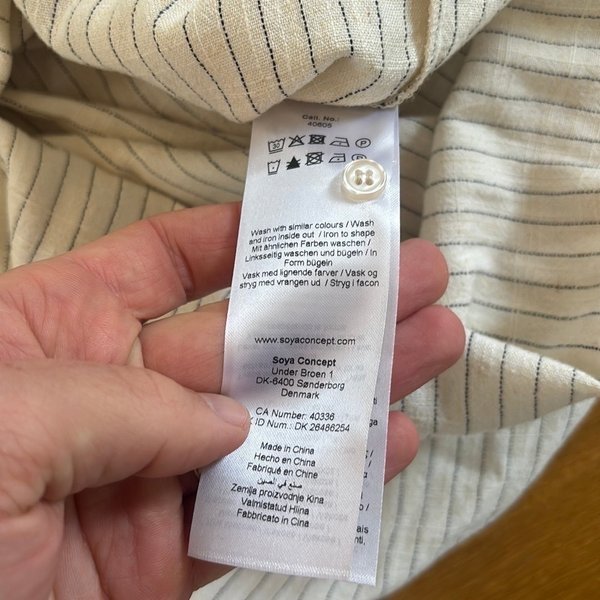 Cert. No.:
40605
30
P
Wash with similar colours / Wash
and iron inside out / Iron to shape
Mit ähnlichen Farben waschen /
Linksseitig waschen und bügeln / In
Form bügeln
Vask med lignende farver / Vask og
stryg med vrangen ud / Stryg i facon
www.soyaconcept.com
Soya Concept
Under Broen 1
DK-6400 Sønderborg
Denmark
CA Number: 40336
ID Num.: DK 26486254
Made in China
Hecho en China
Fabriqué en Chine
صنع في الصين
Zemlja proizvodnje Kina
Valmistatud Hiina
Fabbricato in Cina